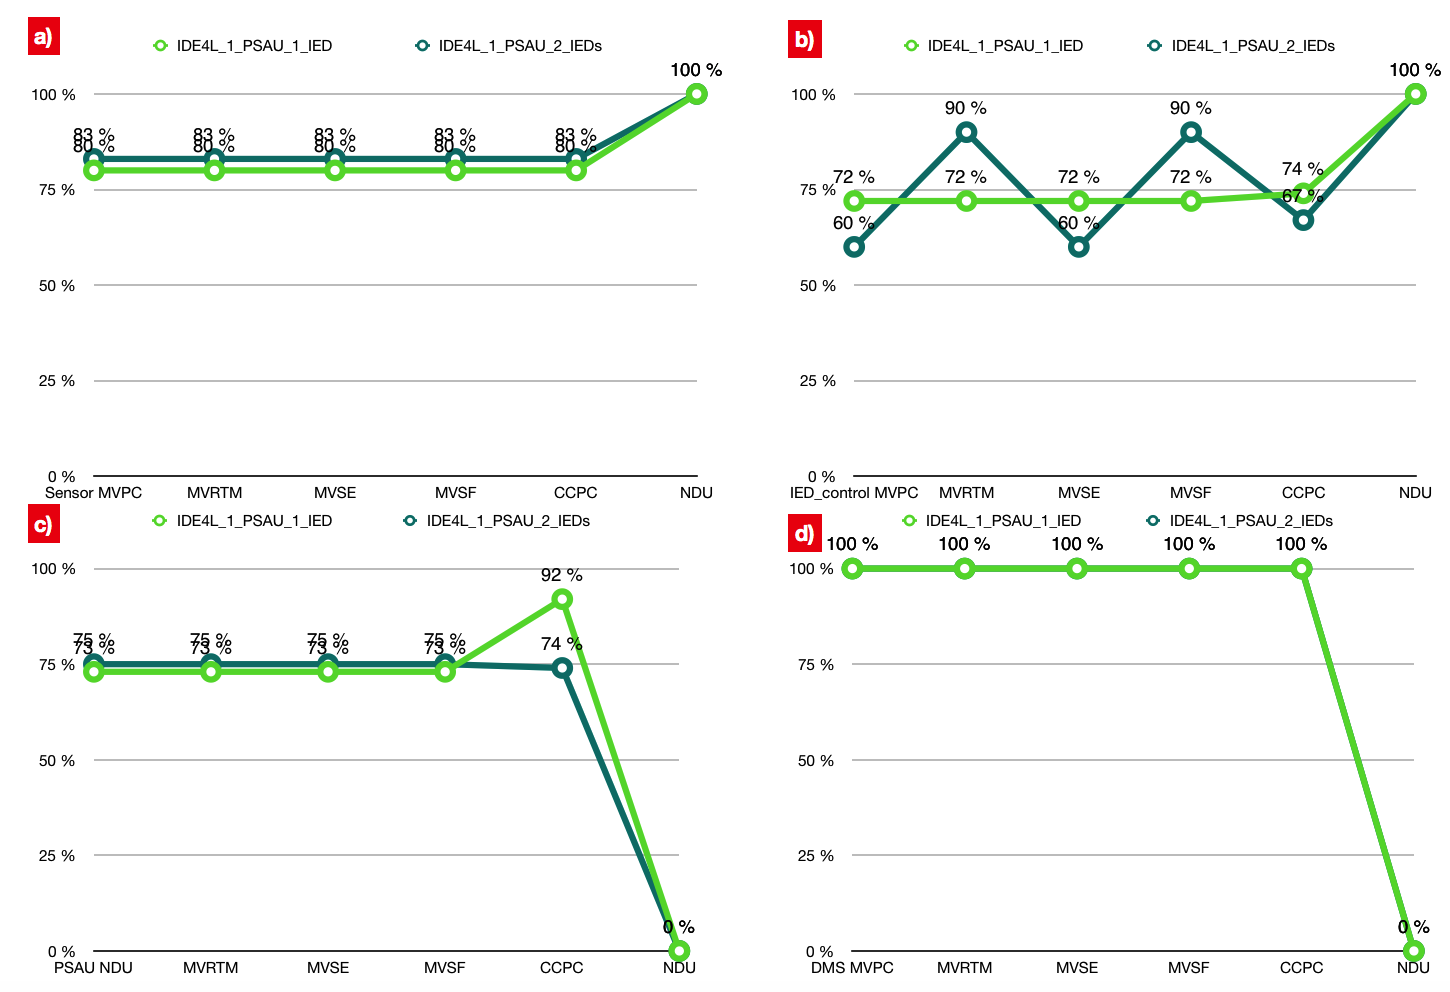 a)
IDE4L_1_PSAU_1_IED IDE4L_1_PSAU_2_IEDs
100 %
100 %
83 % 83 % 83 % 83 % 83 %
80 % 80 % 80 % 80 % 80 %
75 %
50 %
25 %
0 %
Sensor MVPC MVRTM MVSE MVSF CCPC NDU
b)
IDE4L_1_PSAU_1_IED IDE4L_1_PSAU_2_IEDs
100 %
100 %
90 % 90 %
74 %
72 % 72 % 72 % 72 %
75 %
67 %
60 % 60 %
50 %
25 %
0 %
IED_control MVPC MVRTM MVSE MVSF CCPC NDU
c)
IDE4L_1_PSAU_1_IED IDE4L_1_PSAU_2_IEDs
100 %
92 %
75 % 75 % 75 % 75 %
74 %
73 % 73 % 73 % 73 %
75 %
50 %
25 %
0 %
0 %
PSAU NDU MVRTM MVSE MVSF CCPC NDU
d)
IDE4L_1_PSAU_1_IED IDE4L_1_PSAU_2_IEDs
100 % 100 % 100 % 100 % 100 %
100 %
75 %
50 %
25 %
0 %
0 %
DMS MVPC MVRTM MVSE MVSF CCPC NDU